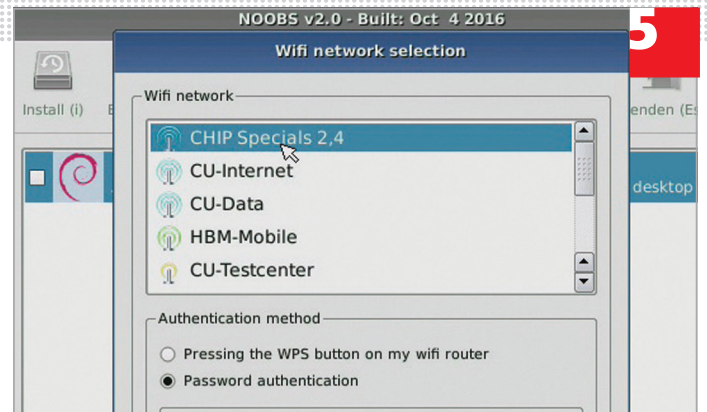 NOOBS v2.0 - Built: Oct 4 2016
5
Wifi network selection
Install (i)
Wifi network
CHIP Specials 2,4
CU-Internet
CU-Data
HBM-Mobile
CU-Testcenter
desktop
Authentication method
Pressing the WPS button on my wifi router
Password authentication